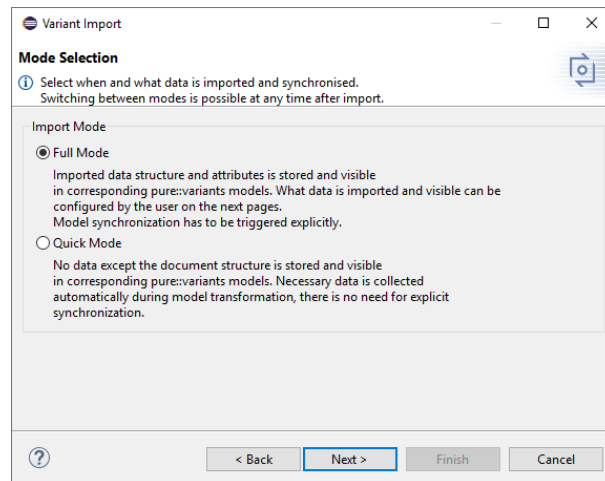 Variant Import
Mode Selection
Select when and what data is imported and synchronised.
Switching between modes is possible at any time after import.
Import Mode
Full Mode
Imported data structure and attributes is stored and visible
in corresponding pure::variants models. What data is imported and visible can be
configured by the user on the next pages.
Model synchronization has to be triggered explicitly.
Quick Mode
No data except the document structure is stored and visible
in corresponding pure::variants models. Necessary data is collected
automatically during model transformation, there is no need for explicit
synchronization.
< Back Next > Finish Cancel